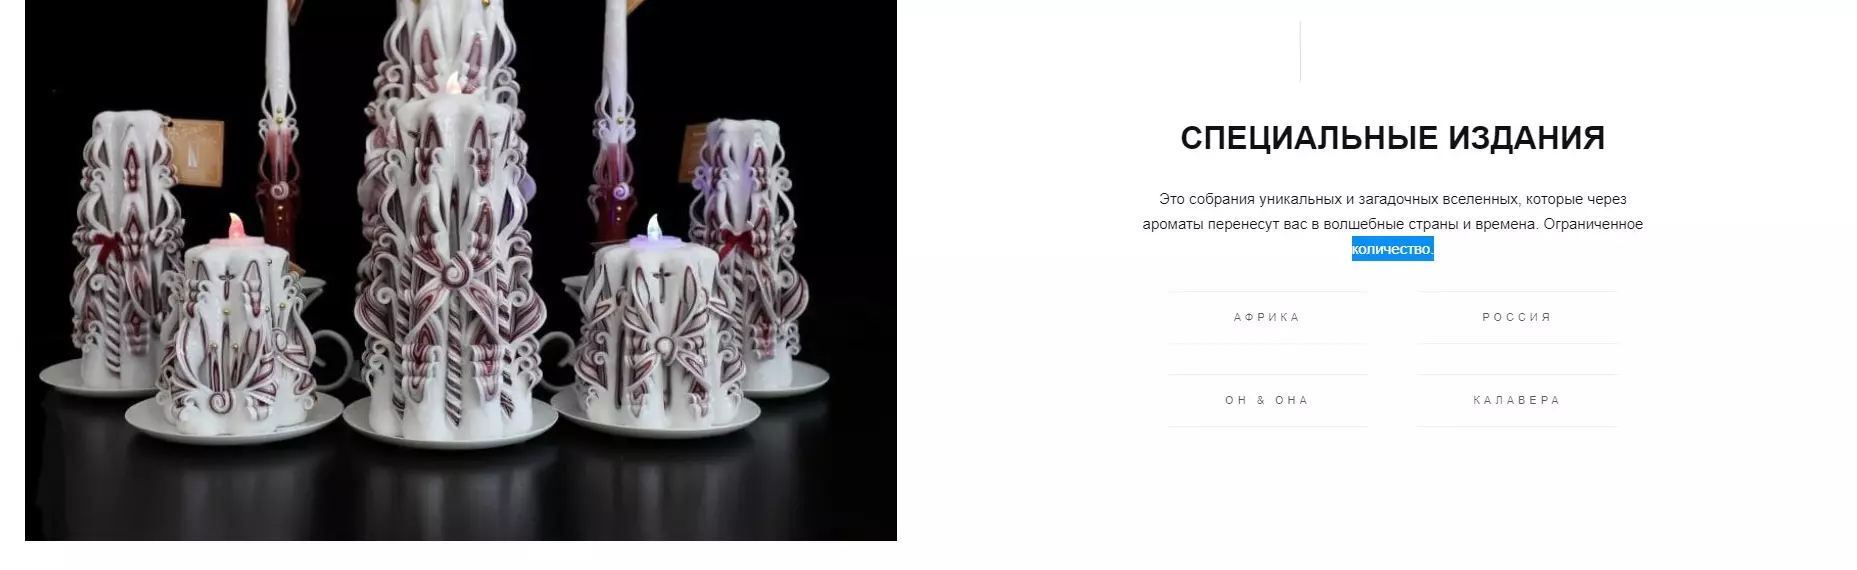 СПЕЦИАЛЬНЫЕ ИЗДАНИЯ
Это собрания уникальных и загадочных вселенных, которые через
ароматы перенесут вас в волшебные страны и времена. Ограниченное
количество.
АФРИКА
РОССИЯ
ОН & ОНА
КАЛАВЕРА